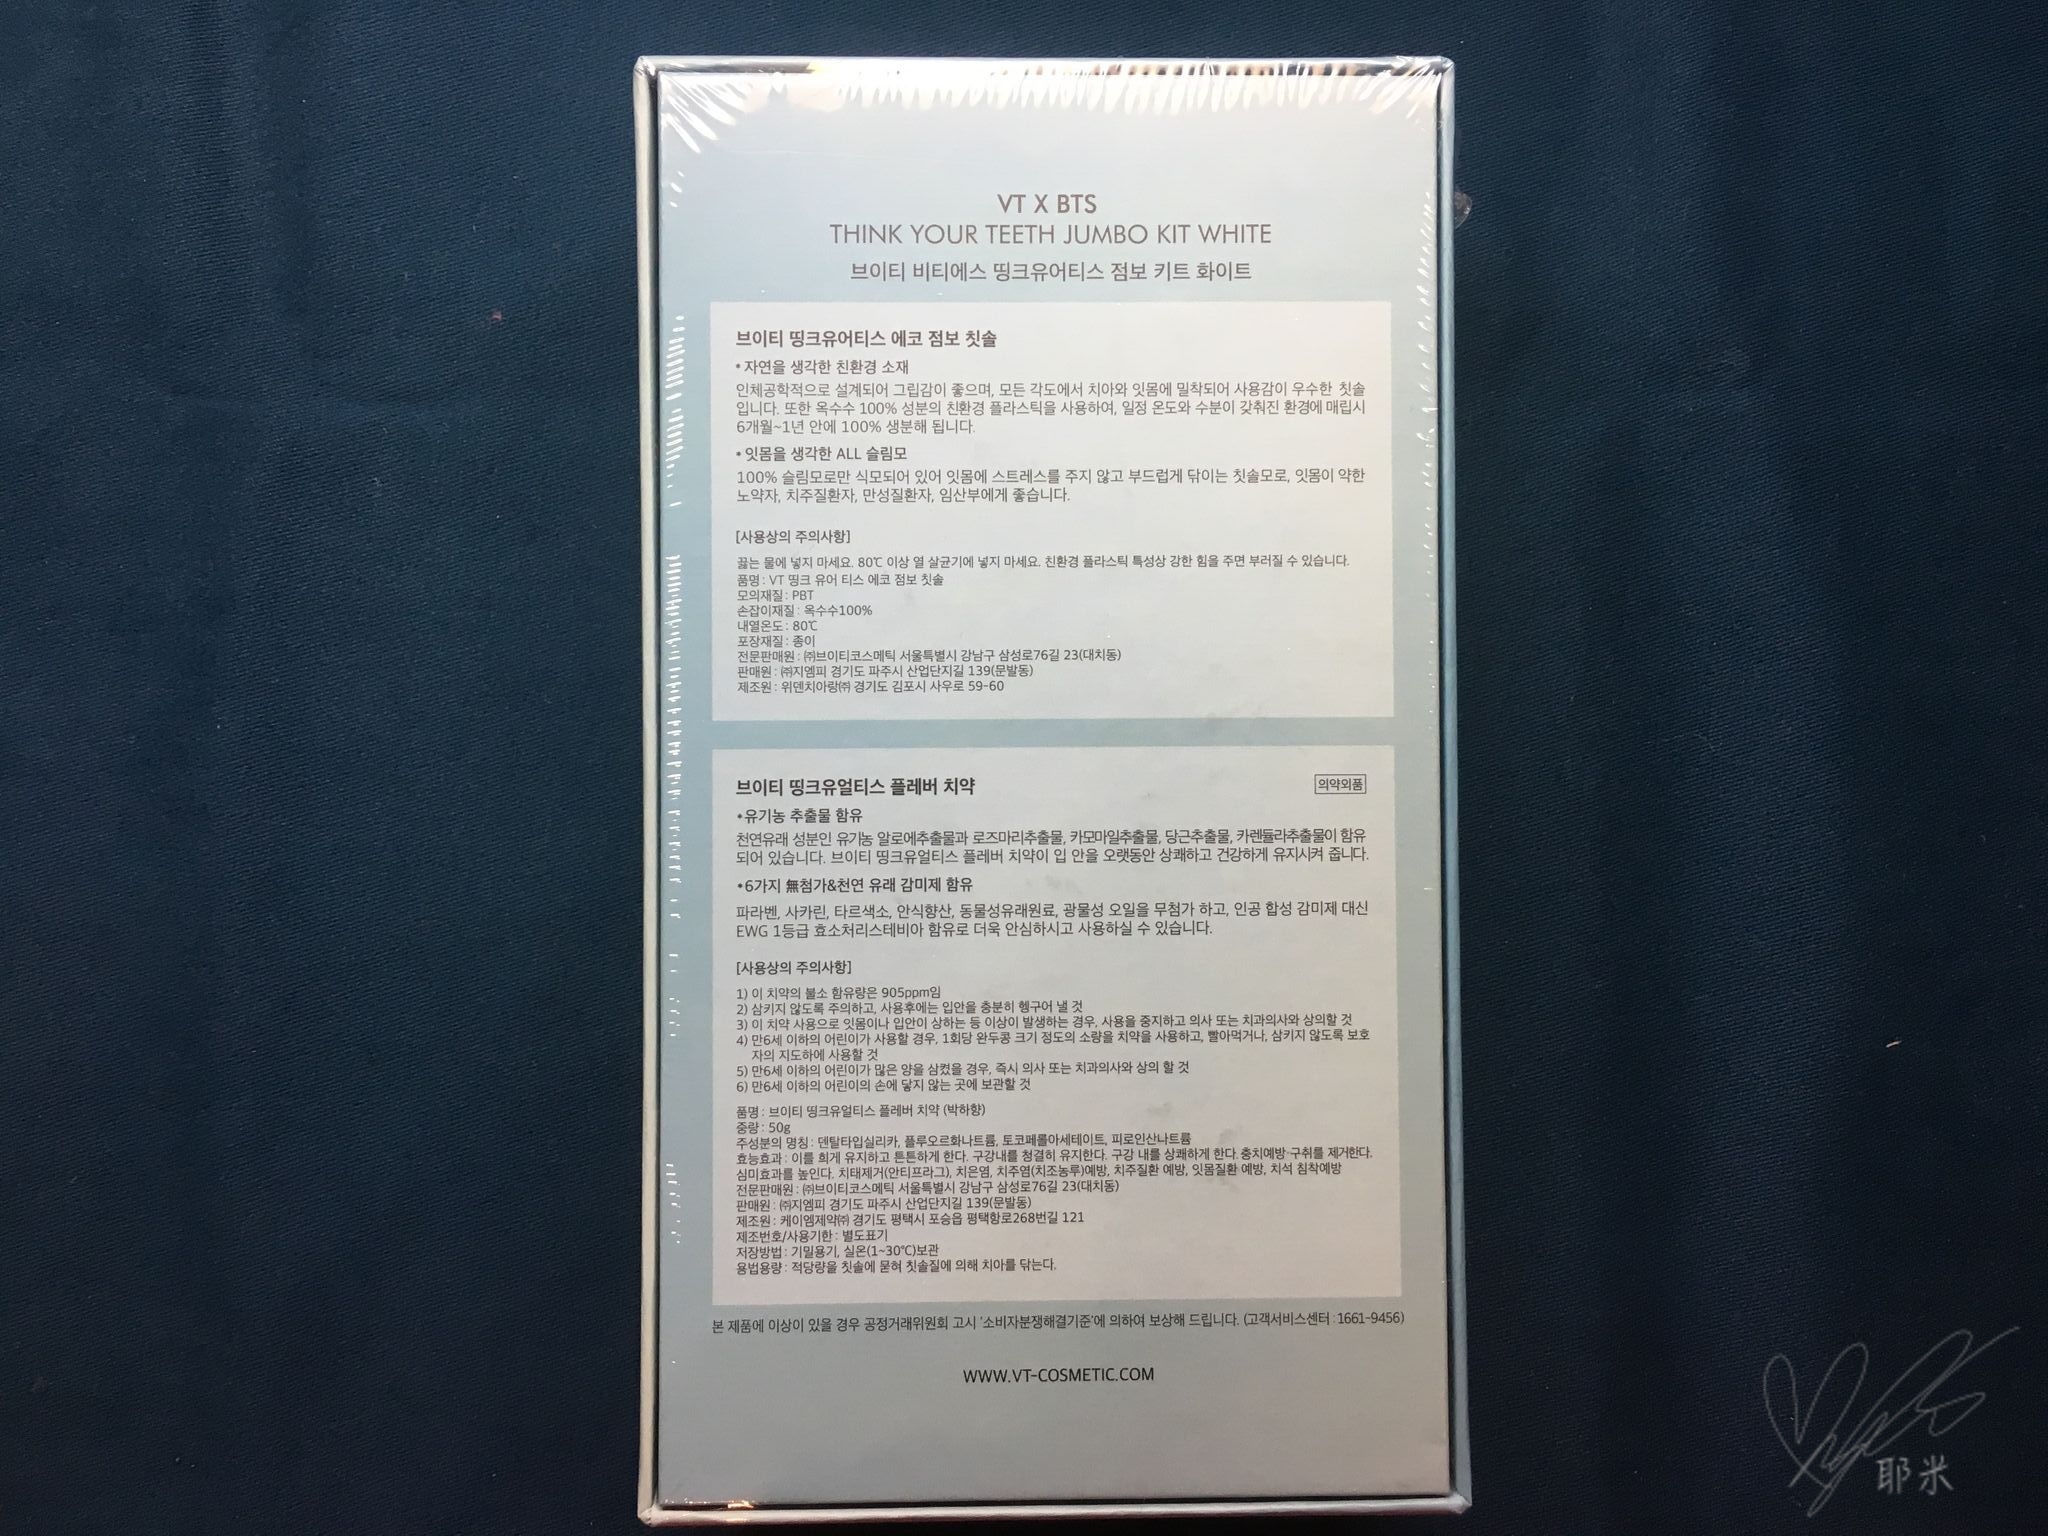 VT X BTS
THINK YOUR TEETH JUMBO KIT WHITE
브이티 비티에스 띵크유어티스 점보 키트 화이트
브이티 띵크유어티스 에코 점보 칫솔
*자연을 생각한 친환경 소재
인체공학적으로 설계되어 그립감이 좋으며, 모든 각도에서 치아와 잇몸에 밀착되어 사용감이 우수한 칫솔
입니다. 또한 옥수수 100% 성분의 친환경 플라스틱을 사용하여, 일정 온도와 수분이 갖춰진 환경에 매립시
6개월~1년 안에 100% 생분해 됩니다.
*잇몸을 생각한 ALL 슬림모
100% 슬림모로만 식모되어 있어 잇몸에 스트레스를 주지 않고 부드럽게 닦이는 칫솔모로, 잇몸이 약한
노약자, 치주질환자, 만성질환자, 임산부에게 좋습니다.
[사용상의 주의사항]
끓는 물에 넣지 마세요. 80℃ 이상 열 살균기에 넣지 마세요. 친환경 플라스틱 특성상 강한 힘을 주면 부러질 수 있습니다.
품명 : VT 띵크 유어 티스 에코 점보 칫솔
모의재질 : PBT
손잡이재질 : 옥수수100%
내열온도 : 80℃
포장재질 : 종이
전문판매원 : ㈜브이티코스메틱 서울특별시 강남구 삼성로76길 23(대치동)
판매원 : ㈜지엠피 경기도 파주시 산업단지길 139(문발동)
제조원 : 위덴치아랑㈜ 경기도 김포시 사우로 59-60
브이티 띵크유얼티스 플레버 치약
의약외품
*유기농 추출물 함유
천연유래 성분인 유기농 알로에추출물과 로즈마리추출물, 카모마일추출물, 당근추출물, 카렌듈라추출물이 함유
되어 있습니다. 브이티 띵크유얼티스 플레버 치약이 입 안을 오랫동안 상쾌하고 건강하게 유지시켜 줍니다.
*6가지 無첨가&천연 유래 감미제 함유
파라벤, 사카린, 타르색소, 안식향산, 동물성유래원료, 광물성 오일을 무첨가 하고, 인공 합성 감미제 대신
EWG 1등급 효소처리스테비아 함유로 더욱 안심하시고 사용하실 수 있습니다.
[사용상의 주의사항]
1) 이 치약의 불소 함유량은 905ppm임
2) 삼키지 않도록 주의하고, 사용후에는 입안을 충분히 헹구어 낼 것
3) 이 치약 사용으로 잇몸이나 입안이 상하는 등 이상이 발생하는 경우, 사용을 중지하고 의사 또는 치과의사와 상의할 것
4) 만6세 이하의 어린이가 사용할 경우, 1회당 완두콩 크기 정도의 소량을 치약을 사용하고, 빨아먹거나, 삼키지 않도록 보호
자의 지도하에 사용할 것
5) 만6세 이하의 어린이가 많은 양을 삼켰을 경우, 즉시 의사 또는 치과의사와 상의 할 것
6) 만6세 이하의 어린이의 손에 닿지 않는 곳에 보관할 것
품명 : 브이티 띵크유얼티스 플레버 치약 (박하향)
중량 : 50g
주성분의 명칭 : 덴탈타입실리카, 플루오르화나트륨, 토코페롤아세테이트, 피로인산나트륨
효능효과 : 이를 희게 유지하고 튼튼하게 한다. 구강내를 청결히 유지한다. 구강 내를 상쾌하게 한다. 충치예방·구취를 제거한다.
심미효과를 높인다. 치태제거(안티프라그), 치은염, 치주염(치조농루)예방, 치주질환 예방, 잇몸질환 예방, 치석 침착예방
전문판매원 : ㈜브이티코스메틱 서울특별시 강남구 삼성로76길 23(대치동)
판매원 : ㈜지엠피 경기도 파주시 산업단지길 139(문발동)
제조원 : 케이엠제약㈜ 경기도 평택시 포승읍 평택항로268번길 121
제조번호/사용기한 : 별도표기
저장방법 : 기밀용기, 실온(1~30℃)보관
용법용량 : 적당량을 칫솔에 묻혀 칫솔질에 의해 치아를 닦는다.
본 제품에 이상이 있을 경우 공정거래위원회 고시 '소비자분쟁해결기준'에 의하여 보상해 드립니다. (고객서비스센터 : 1661-9456)
WWW.VT-COSMETIC.COM
耶米